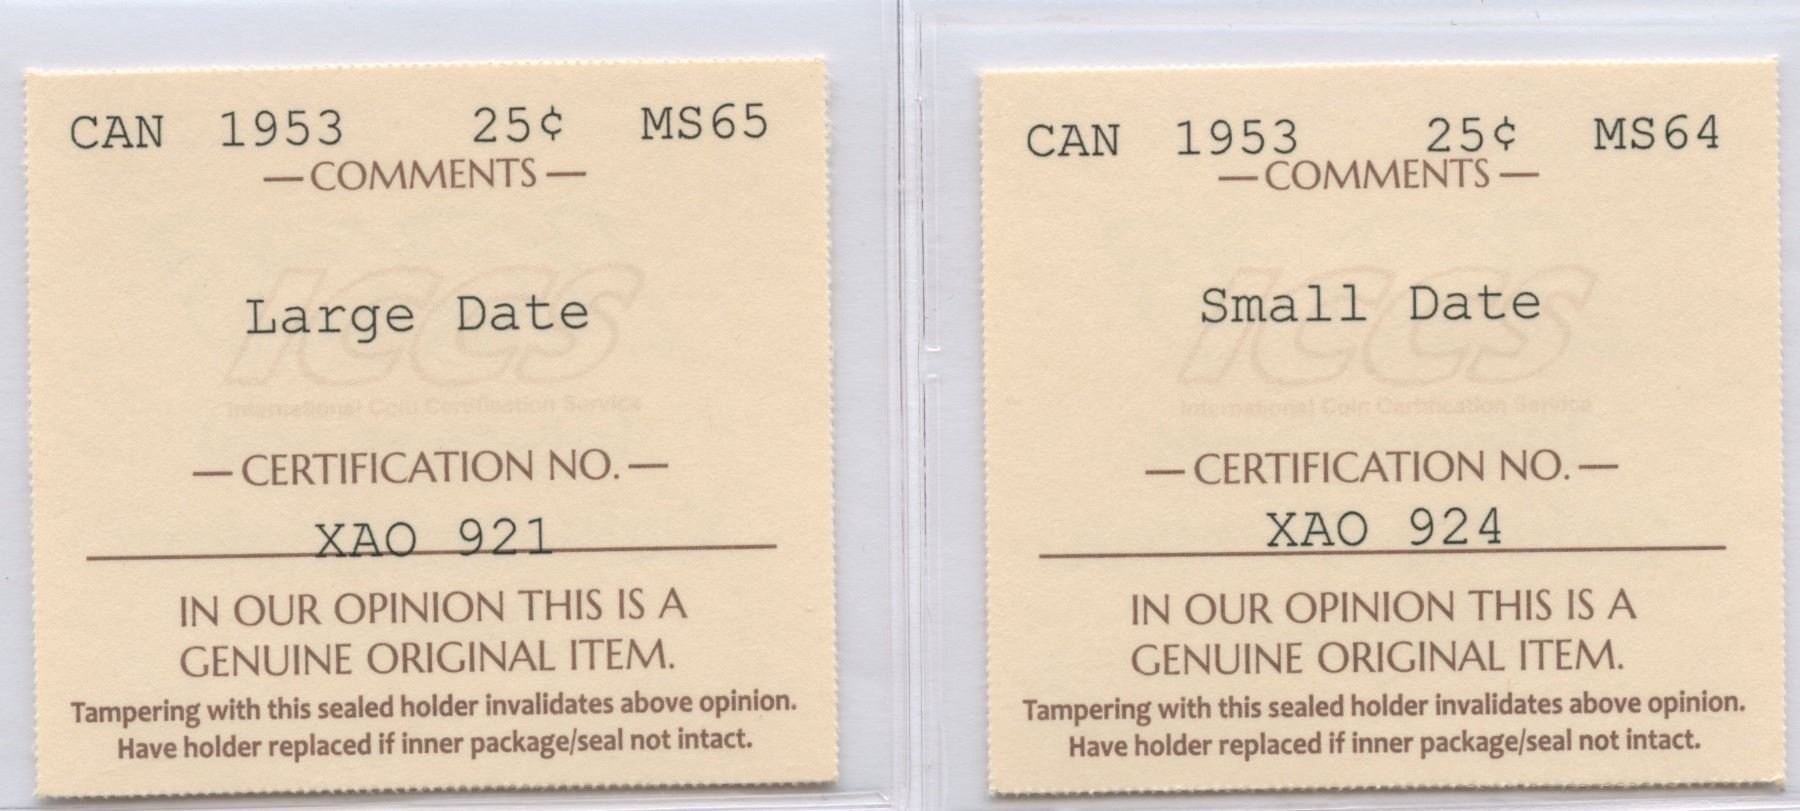 CAN 1953 25¢ MS65
—COMMENTS—
Large Date
ICCS
International Coin Certification Service
—CERTIFICATION NO.—
XAO 921
IN OUR OPINION THIS IS A
GENUINE ORIGINAL ITEM.
Tampering with this sealed holder invalidates above opinion.
Have holder replaced if inner package/seal not intact.
CAN 1953 25¢ MS64
—COMMENTS—
Small Date
ICCS
International Coin Certification Service
—CERTIFICATION NO.—
XAO 924
IN OUR OPINION THIS IS A
GENUINE ORIGINAL ITEM.
Tampering with this sealed holder invalidates above opinion.
Have holder replaced if inner package/seal not intact.